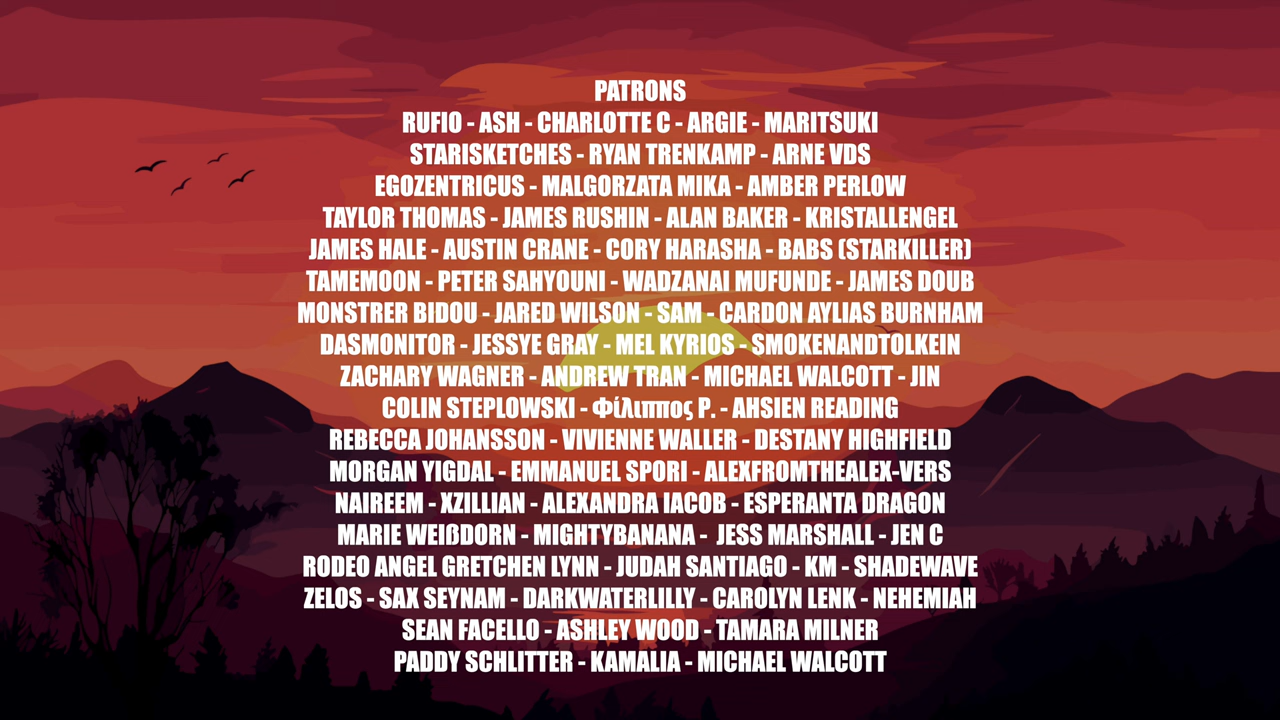 PATRONS
RUFIO - ASH - CHARLOTTE C - ARGIE - MARITSUKI
STARISKETCHES - RYAN TRENKAMP - ARNE VDS
EGOZENTRICUS - MALGORZATA MIKA - AMBER PERLOW
TAYLOR THOMAS - JAMES RUSHIN - ALAN BAKER - KRISTALLENGEL
JAMES HALE - AUSTIN CRANE - CORY HARASHA - BABS (STARKILLER)
TAMEMOON - PETER SAHYOUNI - WADZANAI MUFUNDE - JAMES DOUB
MONSTRER BIDOU - JARED WILSON - SAM - CARDON AYLIAS BURNHAM
DASMONITOR - JESSYE GRAY - MEL KYRIOS - SMOKENANDTOLKEIN
ZACHARY WAGNER - ANDREW TRAN - MICHAEL WALCOTT - JIN
COLIN STEPLOWSKI - Φίλιππος P. - AHSIEN READING
REBECCA JOHANSSON - VIVIENNE WALLER - DESTANY HIGHFIELD
MORGAN YIGDAL - EMMANUEL SPORI - ALEXFROMTHEALEX-VERS
NAIREEM - XZILLIAN - ALEXANDRA IACOB - ESPERANTA DRAGON
MARIE WEIßDORN - MIGHTYBANANA - JESS MARSHALL - JEN C
RODEO ANGEL GRETCHEN LYNN - JUDAH SANTIAGO - KM - SHADEWAVE
ZELOS - SAX SEYNAM - DARKWATERLILLY - CAROLYN LENK - NEHEMIAH
SEAN FACELLO - ASHLEY WOOD - TAMARA MILNER
PADDY SCHLITTER - KAMALIA - MICHAEL WALCOTT